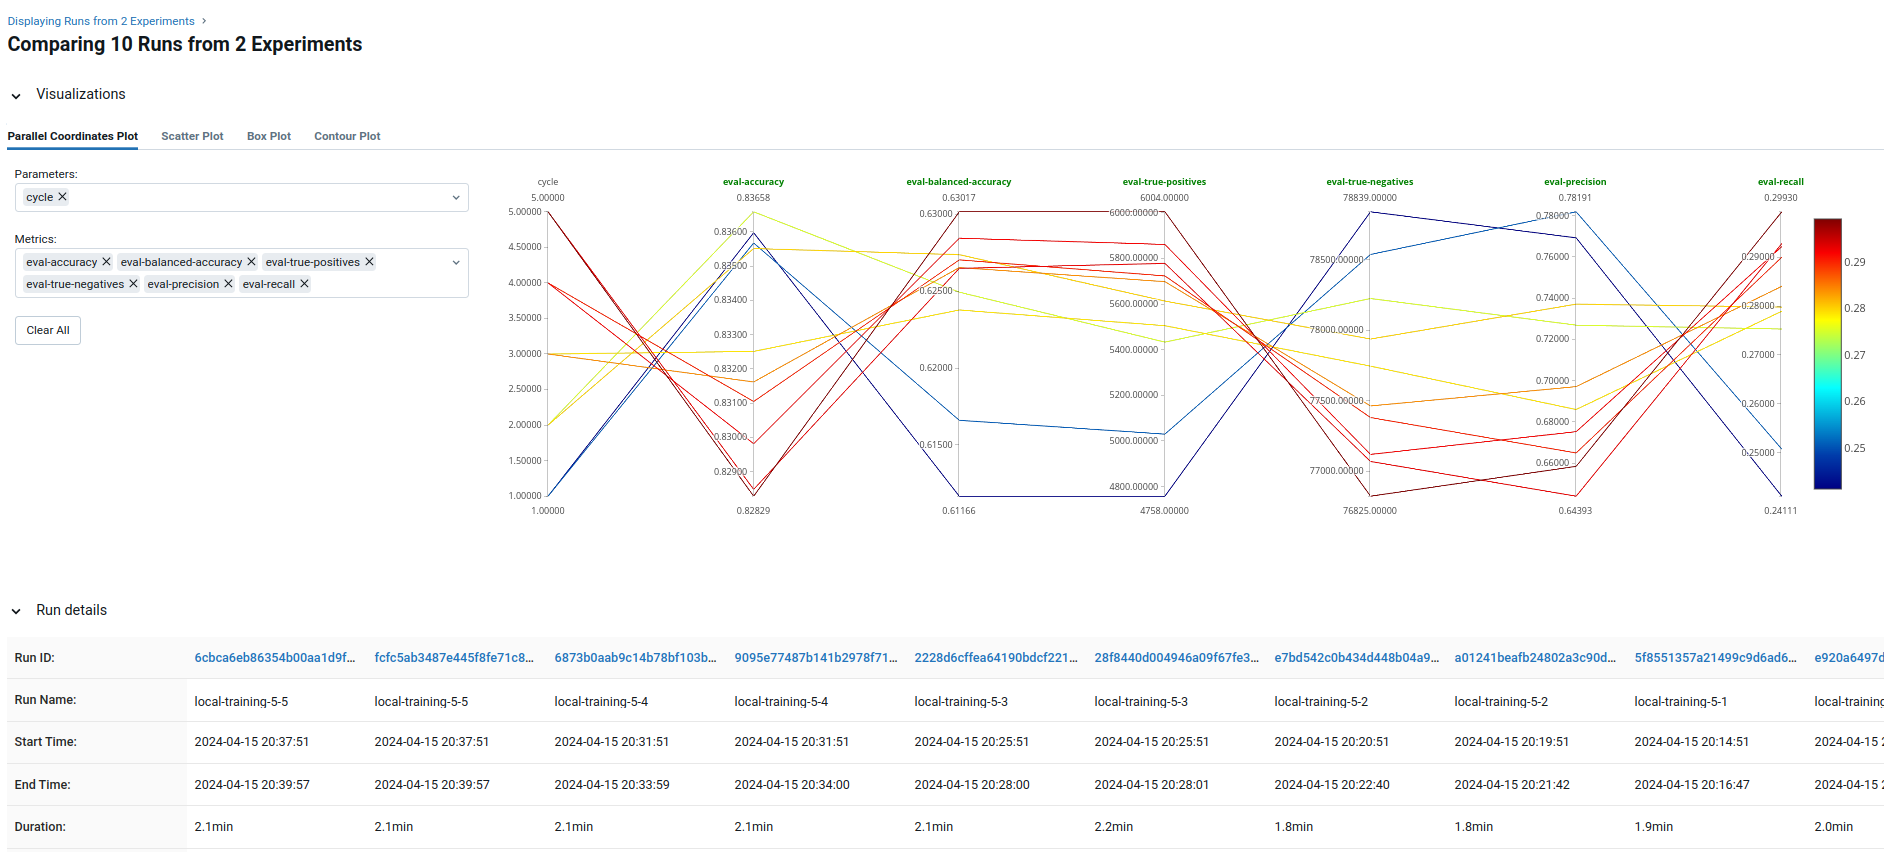 Displaying Runs from 2 Experiments >
Comparing 10 Runs from 2 Experiments
Visualizations
Parallel Coordinates Plot Scatter Plot Box Plot Contour Plot
Parameters:
cycle
Metrics:
eval-accuracy eval-balanced-accuracy eval-true-positives
eval-true-negatives eval-precision eval-recall
Clear All
cycle
5.00000
5.00000
4.50000
4.00000
3.50000
3.00000
2.50000
2.00000
1.50000
1.00000
1.00000
eval-accuracy
0.83658
0.83600
0.83500
0.83400
0.83300
0.83200
0.83100
0.83000
0.82900
0.82829
eval-balanced-accuracy
0.63017
0.63000
0.62500
0.62000
0.61500
0.61166
eval-true-positives
6004.00000
6000.00000
5800.00000
5600.00000
5400.00000
5200.00000
5000.00000
4800.00000
4758.00000
eval-true-negatives
78839.00000
78500.00000
78000.00000
77500.00000
77000.00000
76825.00000
eval-precision
0.78191
0.78000
0.76000
0.74000
0.72000
0.70000
0.68000
0.66000
0.64393
eval-recall
0.29930
0.29000
0.28000
0.27000
0.26000
0.25000
0.24111
0.29
0.28
0.27
0.26
0.25
Run details
Run ID: 6cbca6eb86354b00aa1d9f... fcfc5ab3487e445f8fe71c8... 6873b0aab9c14b78bf103b... 9095e77487b141b2978f71... 2228d6cffea64190bdcf221... 28f8440d004946a09f67fe3... e7bd542c0b434d448b04a9... a01241beafb24802a3c90d... 5f8551357a21499c9d6ad6... e920a6497d
Run Name: local-training-5-5 local-training-5-5 local-training-5-4 local-training-5-4 local-training-5-3 local-training-5-3 local-training-5-2 local-training-5-2 local-training-5-1 local-training
Start Time: 2024-04-15 20:37:51 2024-04-15 20:37:51 2024-04-15 20:31:51 2024-04-15 20:31:51 2024-04-15 20:25:51 2024-04-15 20:25:51 2024-04-15 20:20:51 2024-04-15 20:19:51 2024-04-15 20:14:51 2024-04-15 2
End Time: 2024-04-15 20:39:57 2024-04-15 20:39:57 2024-04-15 20:33:59 2024-04-15 20:34:00 2024-04-15 20:28:00 2024-04-15 20:28:01 2024-04-15 20:22:40 2024-04-15 20:21:42 2024-04-15 20:16:47 2024-04-15 2
Duration: 2.1min 2.1min 2.1min 2.1min 2.1min 2.2min 1.8min 1.8min 1.9min 2.0min